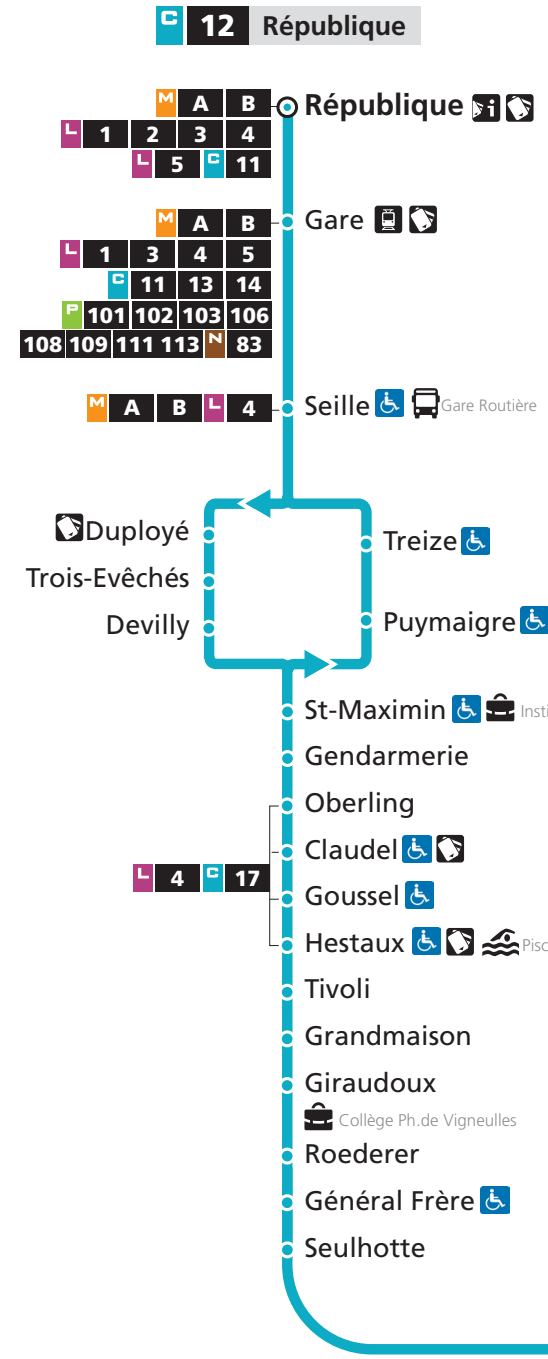 C 12 République
M A B République i
L 1 2 3 4
L 5 C 11
M A B Gare
L 1 3 4 5
C 11 13 14
P 101 102 103 106
108 109 111 113 N 83
M A B L 4 Seille Gare Routière
Duployé
Treize
Trois-Evêchés
Devilly
Puymaigre
St-Maximin Insti
Gendarmerie
Oberling
Claudel
L 4 C 17
Goussel
Hestaux Pisc
Tivoli
Grandmaison
Giraudoux
Collège Ph.de Vigneulles
Roederer
Général Frère
Seulhotte